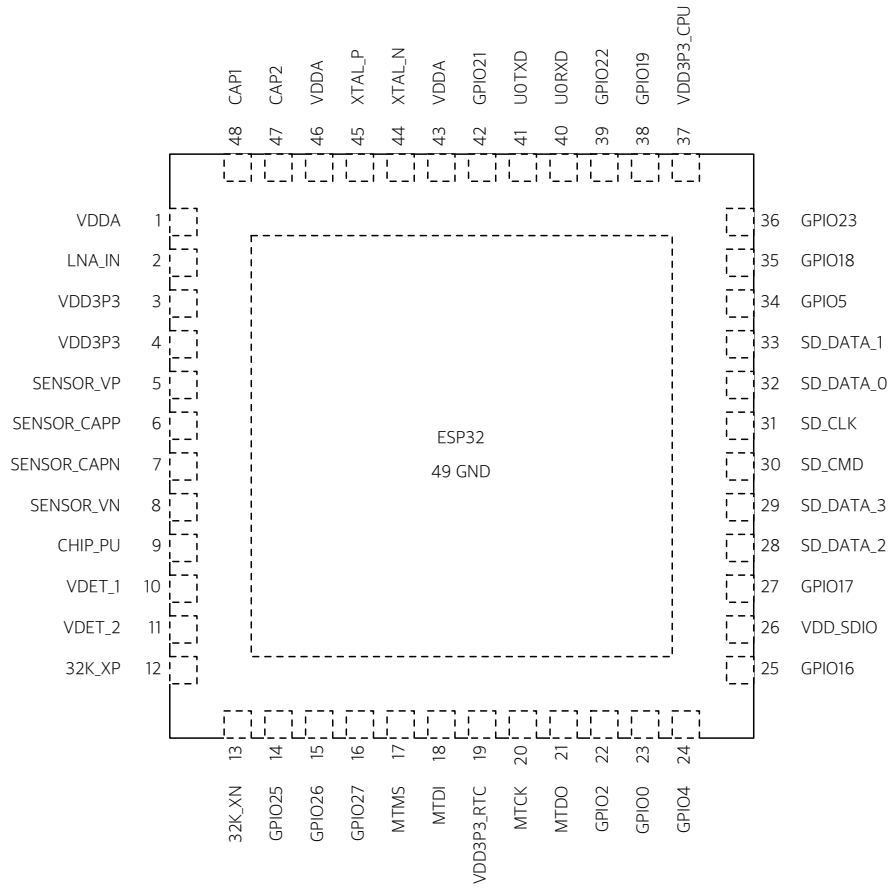 48 CAP1
47 CAP2
46 VDDA
45 XTAL_P
44 XTAL_N
43 VDDA
42 GPIO21
41 U0TXD
40 U0RXD
39 GPIO22
38 GPIO19
37 VDD3P3_CPU
VDDA 1
LNA_IN 2
VDD3P3 3
VDD3P3 4
SENSOR_VP 5
SENSOR_CAPP 6
SENSOR_CAPN 7
SENSOR_VN 8
CHIP_PU 9
VDET_1 10
VDET_2 11
32K_XP 12
ESP32
49 GND
36 GPIO23
35 GPIO18
34 GPIO5
33 SD_DATA_1
32 SD_DATA_0
31 SD_CLK
30 SD_CMD
29 SD_DATA_3
28 SD_DATA_2
27 GPIO17
26 VDD_SDIO
25 GPIO16
32K_XN 13
GPIO25 14
GPIO26 15
GPIO27 16
MTMS 17
MTDI 18
VDD3P3_RTC 19
MTCK 20
MTDO 21
GPIO2 22
GPIO0 23
GPIO4 24